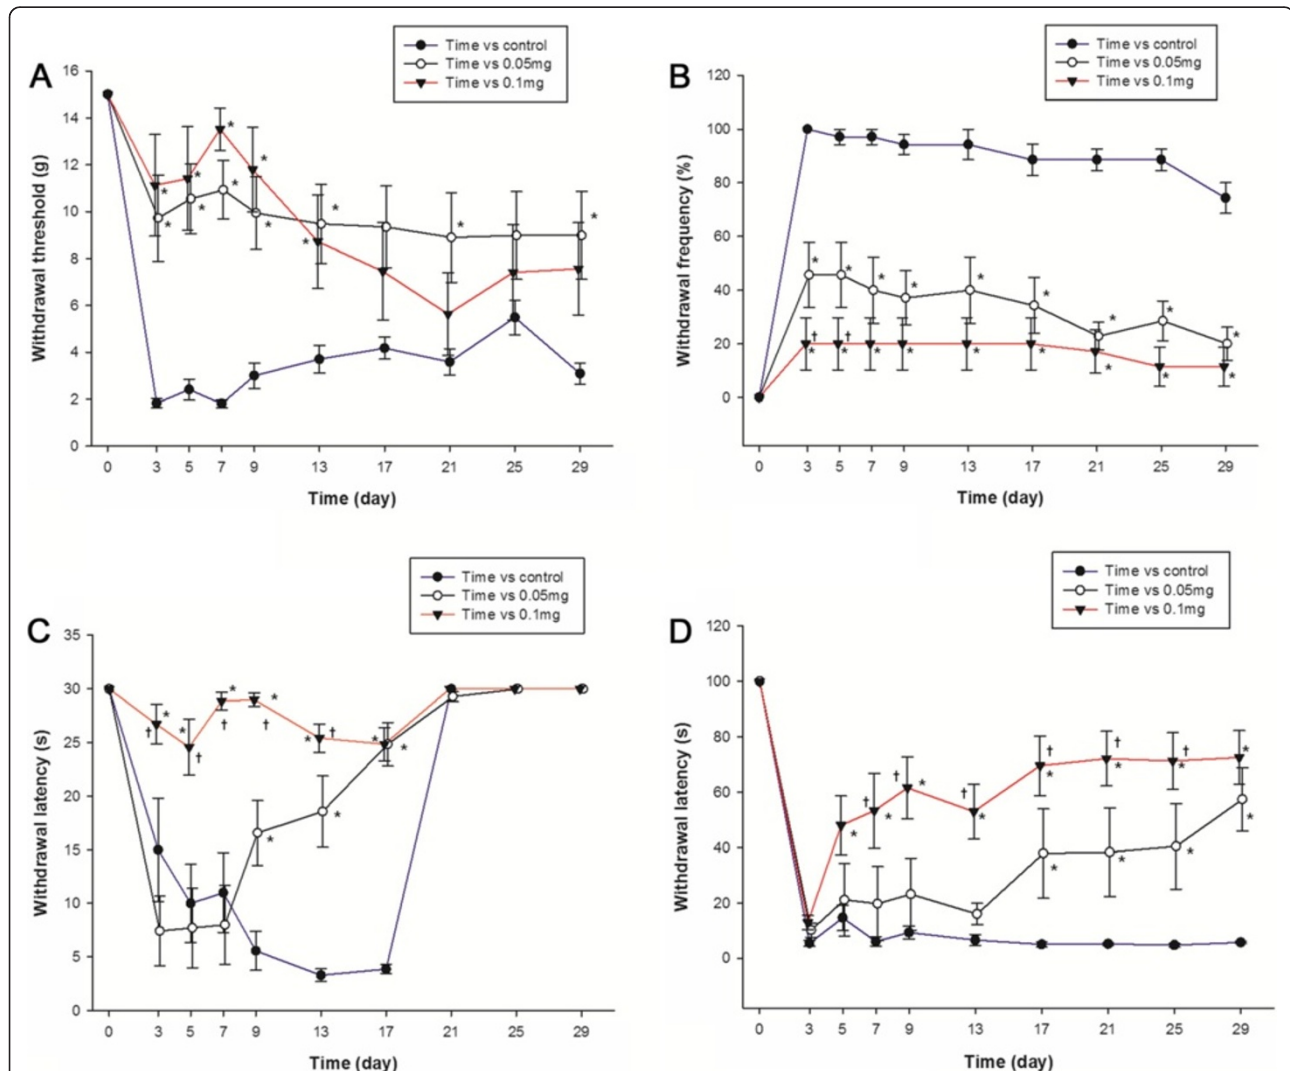 A
Time vs control
Time vs 0.05mg
Time vs 0.1mg
Withdrawal threshold (g)
16
14
12
10
8
6
4
2
0
* * * * * * * * * * * * *
0 3 5 7 9 13 17 21 25 29
Time (day)
B
Time vs control
Time vs 0.05mg
Time vs 0.1mg
Withdrawal frequency (%)
120
100
80
60
40
20
0
* * * * * * * * *
*† *† * * * * * * *
0 3 5 7 9 13 17 21 25 29
Time (day)
C
Time vs control
Time vs 0.05mg
Time vs 0.1mg
Withdrawal latency (s)
35
30
25
20
15
10
5
0
† * * † * † * † * † * *
* *
0 3 5 7 9 13 17 21 25 29
Time (day)
D
Time vs control
Time vs 0.05mg
Time vs 0.1mg
Withdrawal latency (s)
120
100
80
60
40
20
0
* † * † * † * † * † * † * *
* * * *
0 3 5 7 9 13 17 21 25 29
Time (day)